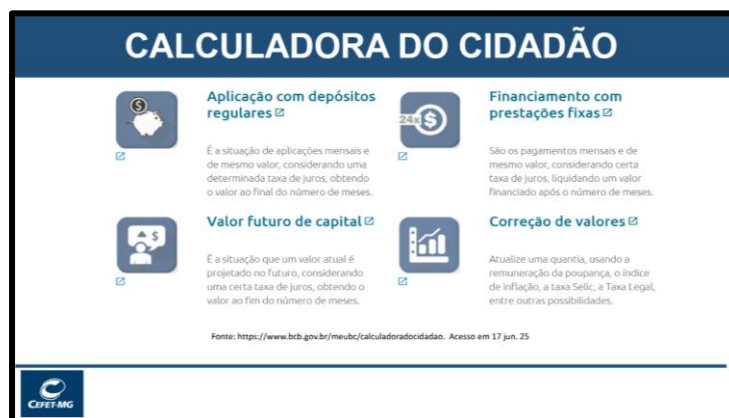 CALCULADORA DO CIDADÃO
Aplicação com depósitos
regulares
É a situação de aplicações mensais e
de mesmo valor, considerando uma
determinada taxa de juros, obtendo
o valor ao final do número de meses.
24x
Financiamento com
prestações fixas
São os pagamentos mensais e de
mesmo valor, considerando certa
taxa de juros, liquidando um valor
financiado após o número de meses.
Valor futuro de capital
É a situação que um valor atual é
projetado no futuro, considerando
uma certa taxa de juros, obtendo o
valor ao fim do número de meses.
Correção de valores
Atualize uma quantia, usando a
remuneração da poupança, o índice
de inflação, a taxa Selic, a Taxa Legal,
entre outras possibilidades.
Fonte: https://www.bcb.gov.br/meubc/calculadoradocidadao. Acesso em 17 jun. 25
CEFET-MG